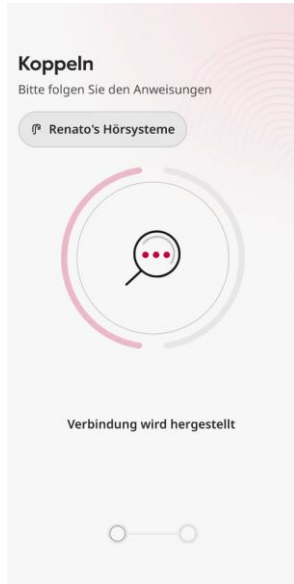 Koppeln
Bitte folgen Sie den Anweisungen
Renato's Hörsysteme
Verbindung wird hergestellt